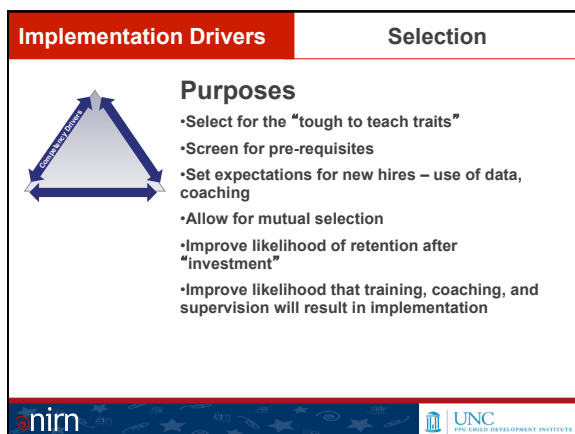 Implementation Drivers
Selection
Competency Drivers
Purposes
•Select for the “tough to teach traits”
•Screen for pre-requisites
•Set expectations for new hires – use of data,
coaching
•Allow for mutual selection
•Improve likelihood of retention after
“investment”
•Improve likelihood that training, coaching, and
supervision will result in implementation
nirn
UNC
FPG CHILD DEVELOPMENT INSTITUTE